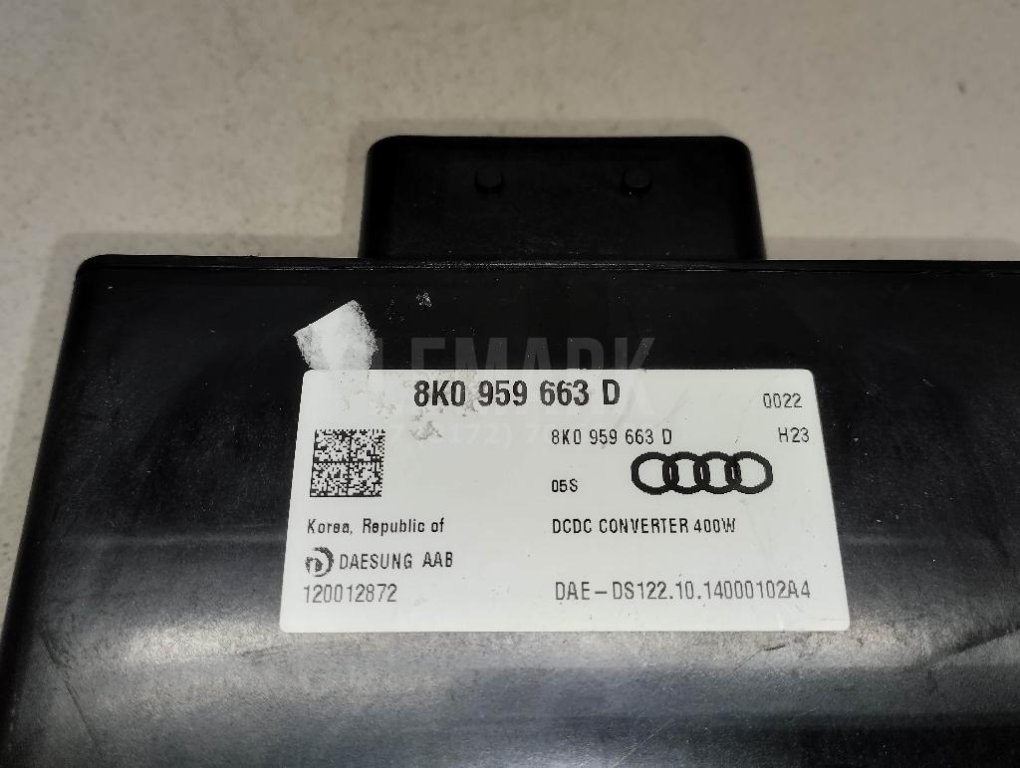 LEMARK
8K0 959 663 D
0022
8K0 959 663 D
H23
05S
Korea, Republic of
DCDC CONVERTER 400W
DAESUNG AAB
120012872
DAE-DS122.10.14000102A4